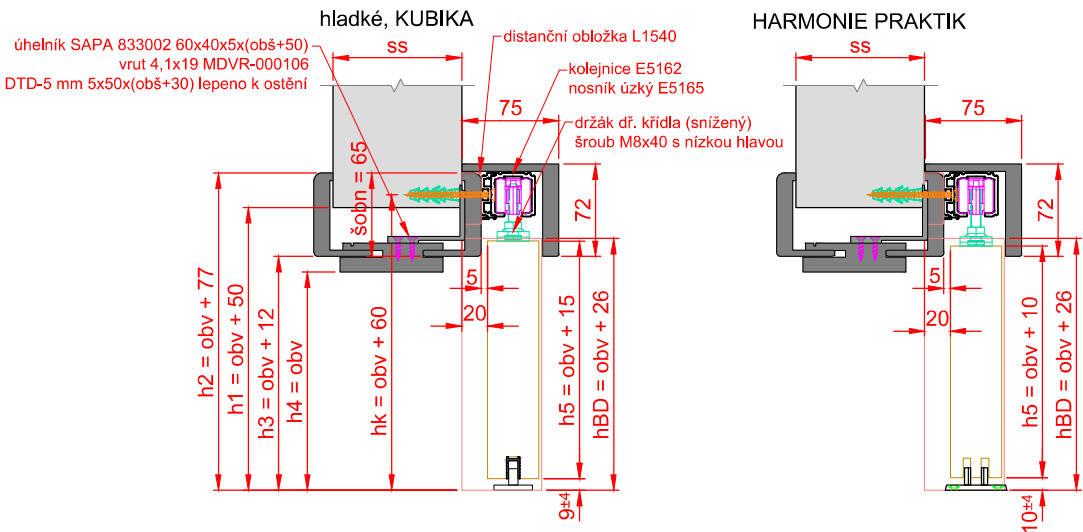 hladké, KUBIKA
HARMONIE PRAKTIK
úhelník SAPA 833002 60x40x5x(obš+50)
vrut 4,1x19 MDVR-000106
DTD-5 mm 5x50x(obš+30) lepeno k ostění
ss
distanční obložka L1540
kolejnice E5162
nosník úzký E5165
75
držák dř. křídla (snížený)
šroub M8x40 s nízkou hlavou
šobn = 65
72
5
20
h2 = obv + 77
h1 = obv + 50
h3 = obv + 12
h4 = obv
hk = obv + 60
h5 = obv + 15
hBD = obv + 26
9±4
ss
75
72
5
20
h5 = obv + 10
hBD = obv + 26
10±4